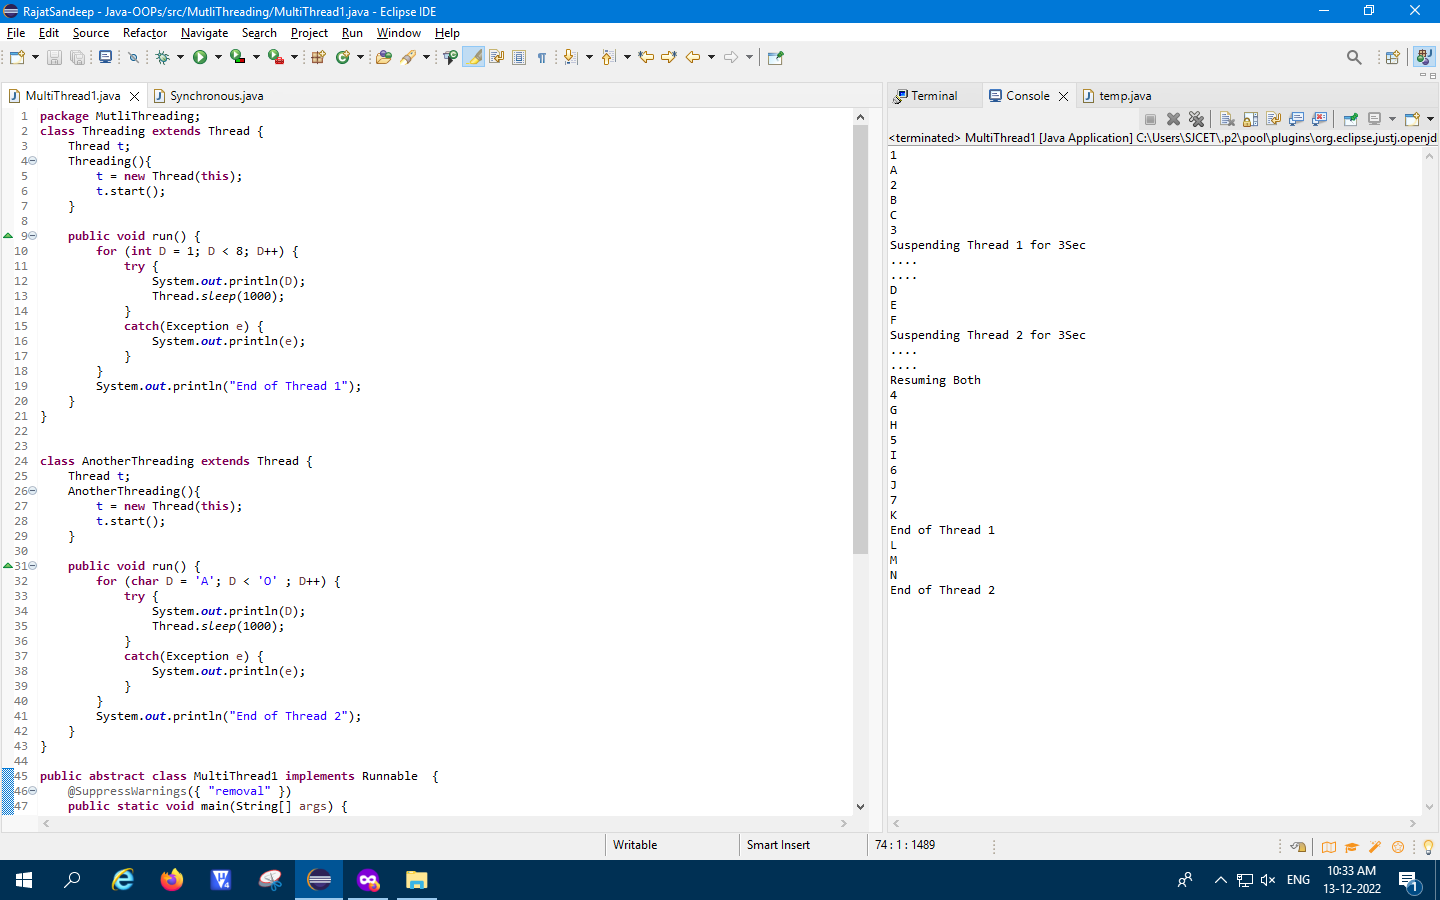 RajatSandeep - Java-OOPs/src/MutliThreading/MultiThread1.java - Eclipse IDE
File Edit Source Refactor Navigate Search Project Run Window Help
MultiThread1.java Synchronous.java
1 package MutliThreading;
2 class Threading extends Thread {
3 Thread t;
4 Threading(){
5 t = new Thread(this);
6 t.start();
7 }
8
9 public void run() {
10 for (int D = 1; D < 8; D++) {
11 try {
12 System.out.println(D);
13 Thread.sleep(1000);
14 }
15 catch(Exception e) {
16 System.out.println(e);
17 }
18 }
19 System.out.println("End of Thread 1");
20 }
21 }
22
23
24 class AnotherThreading extends Thread {
25 Thread t;
26 AnotherThreading(){
27 t = new Thread(this);
28 t.start();
29 }
30
31 public void run() {
32 for (char D = 'A'; D < 'O' ; D++) {
33 try {
34 System.out.println(D);
35 Thread.sleep(1000);
36 }
37 catch(Exception e) {
38 System.out.println(e);
39 }
40 }
41 System.out.println("End of Thread 2");
42 }
43 }
44
45 public abstract class MultiThread1 implements Runnable {
46 @SuppressWarnings({ "removal" })
47 public static void main(String[] args) {
Terminal Console temp.java
<terminated> MultiThread1 [Java Application] C:\Users\SJCET\.p2\pool\plugins\org.eclipse.justj.openjd
1
A
2
B
C
3
Suspending Thread 1 for 3Sec
....
....
D
E
F
Suspending Thread 2 for 3Sec
....
....
Resuming Both
4
G
H
5
I
6
J
7
K
End of Thread 1
L
M
N
End of Thread 2
Writable Smart Insert 74 : 1 : 1489
ENG 10:33 AM
13-12-2022
1